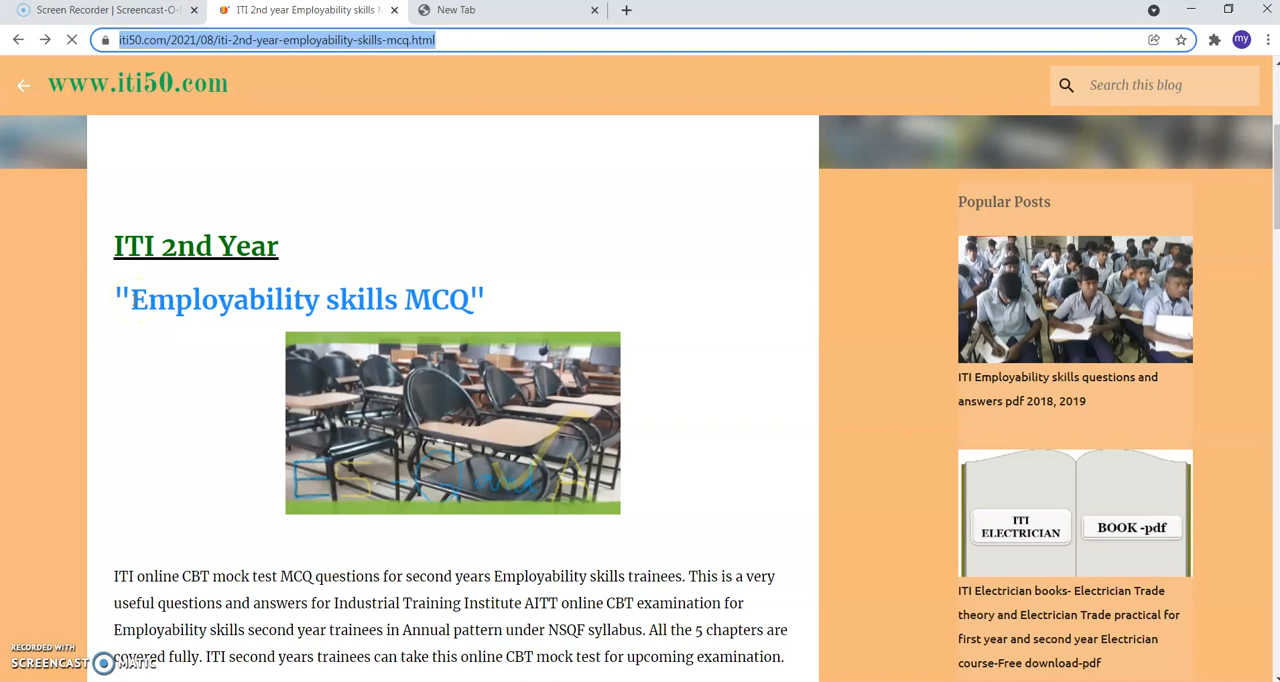 Screen Recorder | Screencast-O-
ITI 2nd year Employability skills M
New Tab
iti50.com/2021/08/iti-2nd-year-employability-skills-mcq.html
my
www.iti50.com
Search this blog
ITI 2nd Year
"Employability skills MCQ"
ITI online CBT mock test MCQ questions for second years Employability skills trainees. This is a very
useful questions and answers for Industrial Training Institute AITT online CBT examination for
Employability skills second year trainees in Annual pattern under NSQF syllabus. All the 5 chapters are
covered fully. ITI second years trainees can take this online CBT mock test for upcoming examination.
Popular Posts
ITI Employability skills questions and
answers pdf 2018, 2019
ITI
ELECTRICIAN
BOOK -pdf
ITI Electrician books- Electrician Trade
theory and Electrician Trade practical for
first year and second year Electrician
course-Free download-pdf
RECORDED WITH
SCREENCAST MATIC